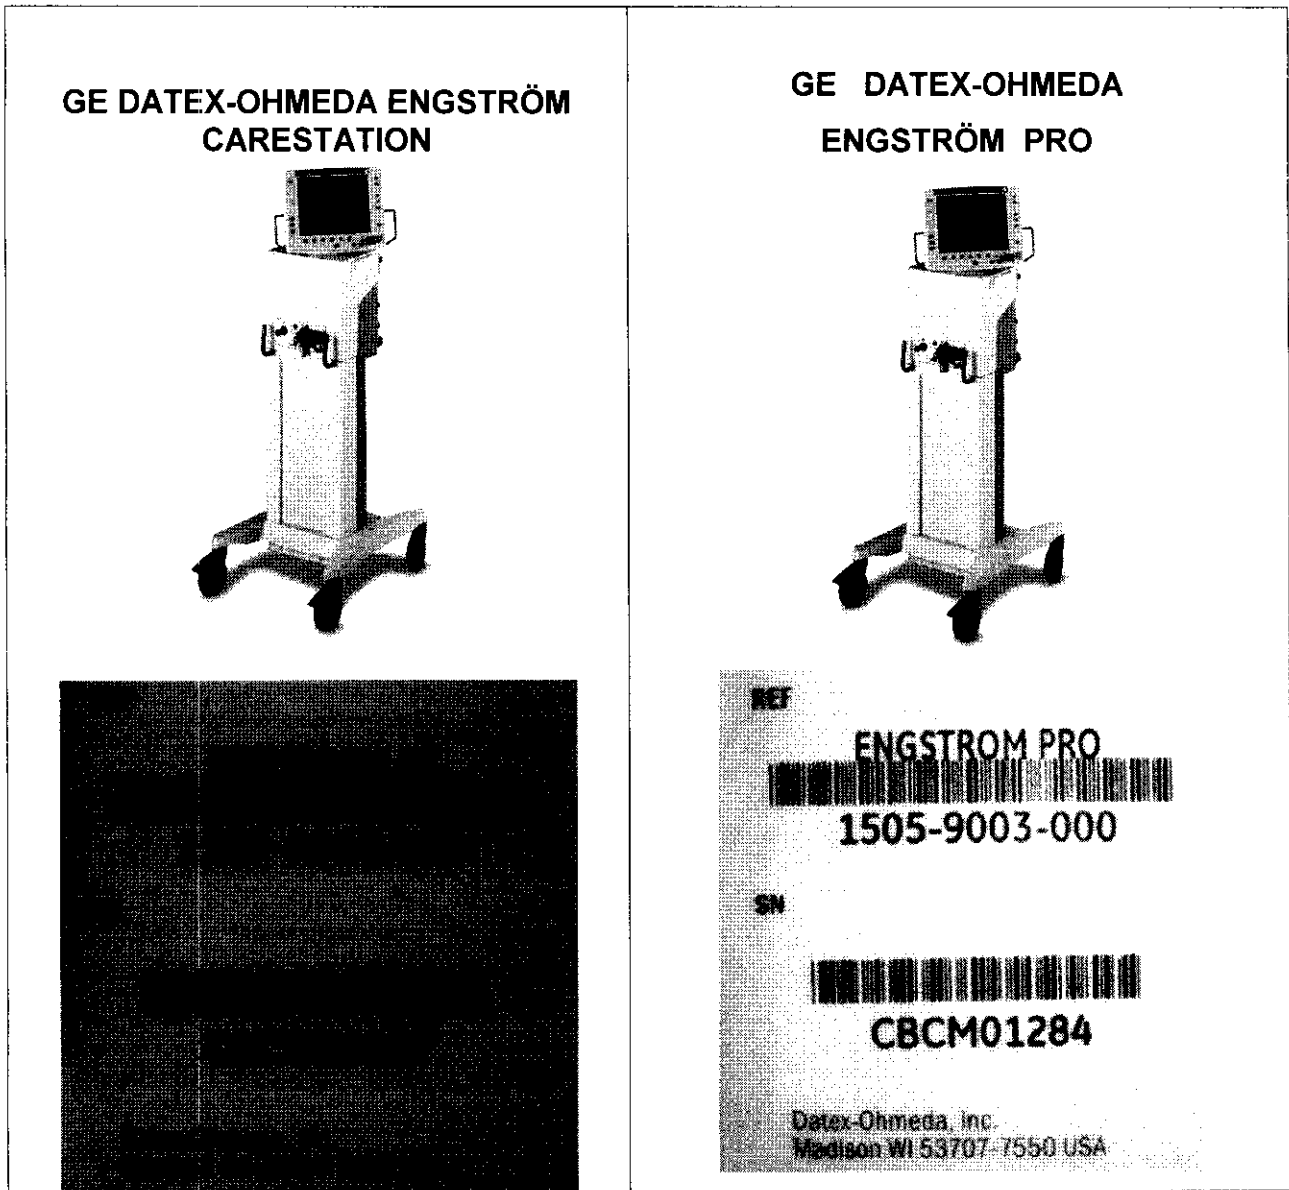 GE DATEX-OHMEDA ENGSTRÖM
CARESTATION
GE DATEX-OHMEDA
ENGSTRÖM PRO
REF
ENGSTROM PRO
1505-9003-000
SN
CBCM01284
Datex-Ohmeda, Inc.
Madison WI 53707-7550 USA